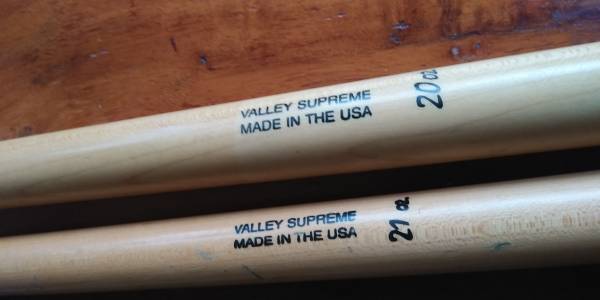 VALLEY SUPREME
MADE IN THE USA
20 oz
VALLEY SUPREME
MADE IN THE USA
21 oz